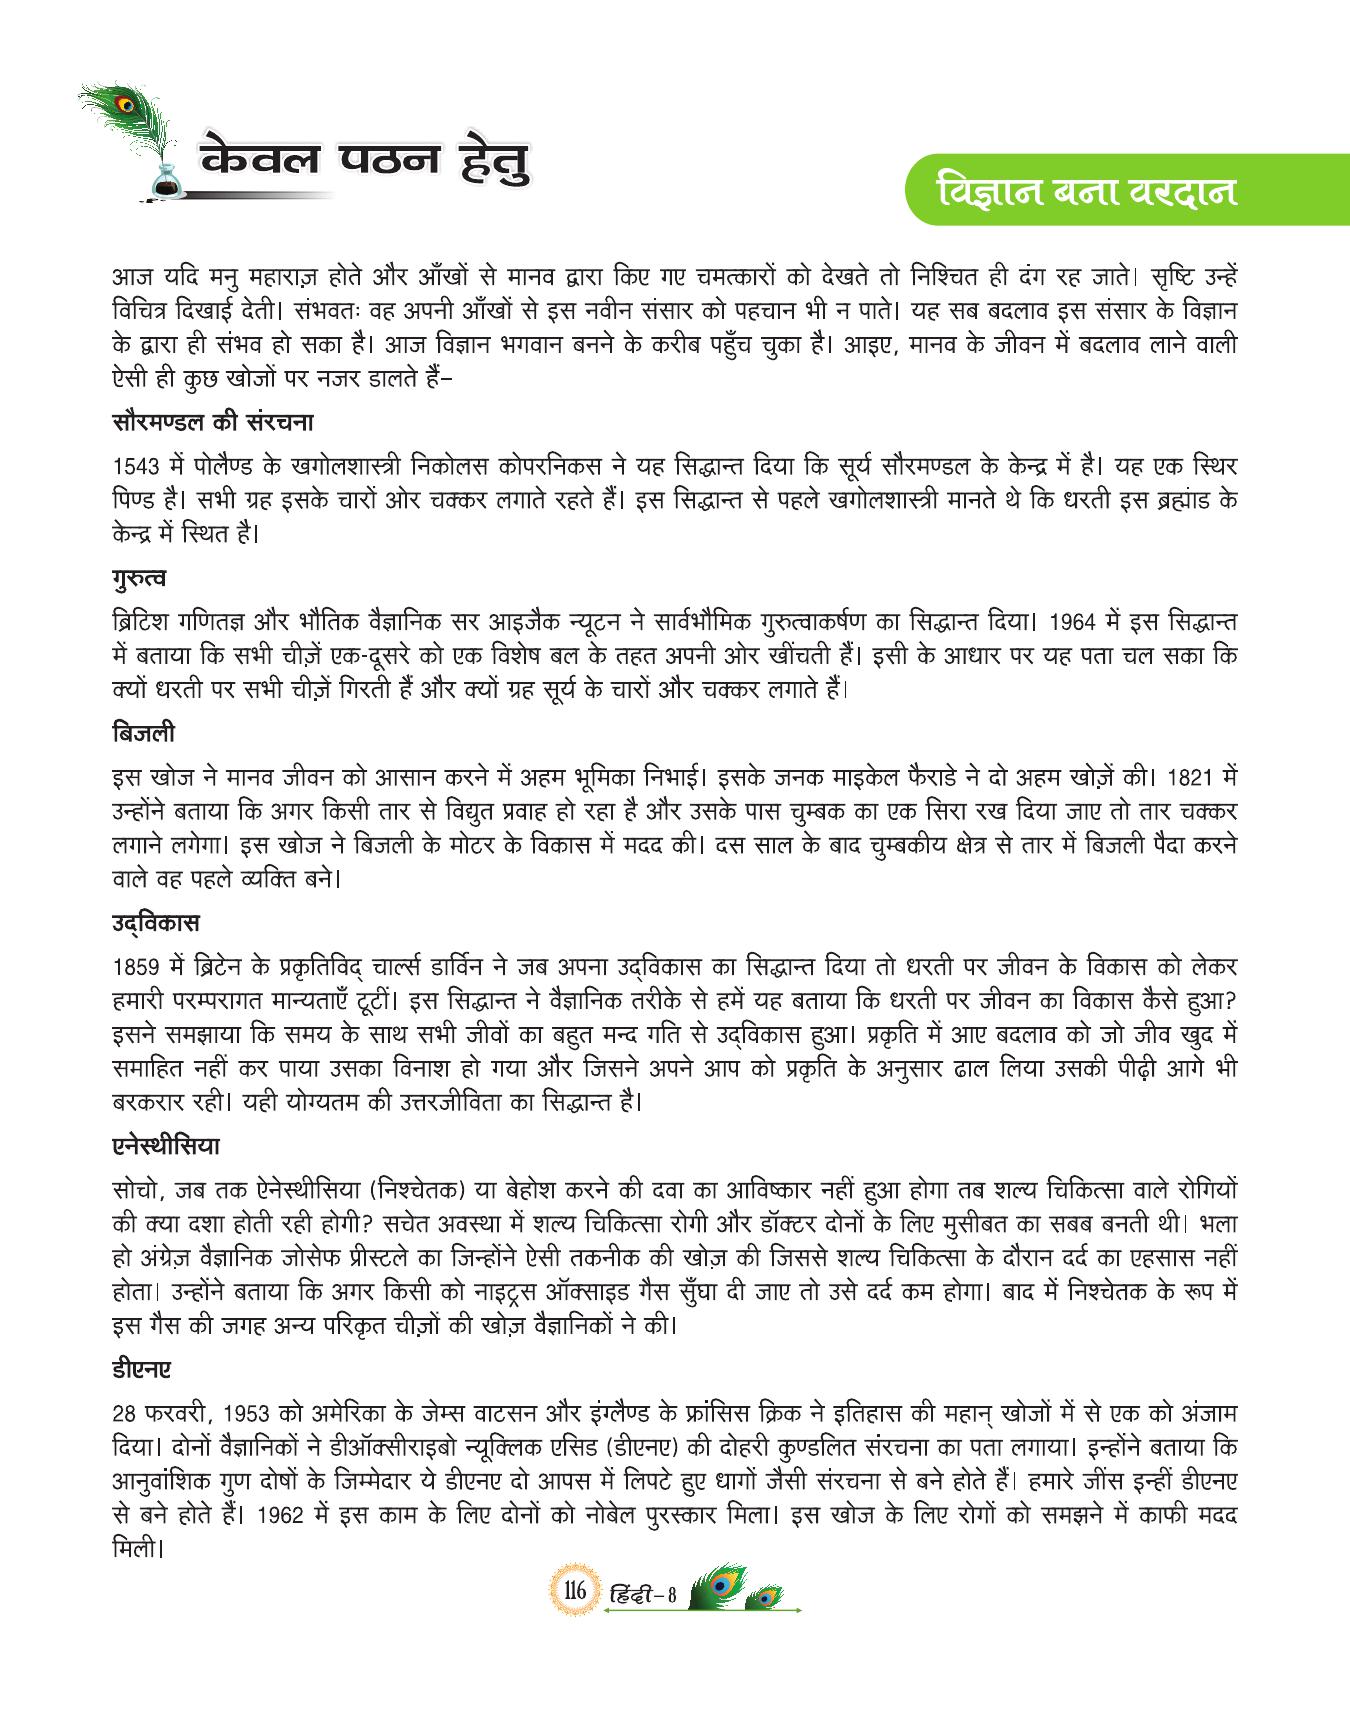 केवल पठन हेतु
विज्ञान बना वरदान
आज यदि मनु महाराज़ होते और आँखों से मानव द्वारा किए गए चमत्कारों को देखते तो निश्चित ही दंग रह जाते। सृष्टि उन्हें
विचित्र दिखाई देती। संभवतः वह अपनी आँखों से इस नवीन संसार को पहचान भी न पाते। यह सब बदलाव इस संसार के विज्ञान
के द्वारा ही संभव हो सका है। आज विज्ञान भगवान बनने के करीब पहुँच चुका है। आइए, मानव के जीवन में बदलाव लाने वाली
ऐसी ही कुछ खोजों पर नजर डालते हैं–
सौरमण्डल की संरचना
1543 में पोलैण्ड के खगोलशास्त्री निकोलस कोपरनिकस ने यह सिद्धान्त दिया कि सूर्य सौरमण्डल के केन्द्र में है। यह एक स्थिर
पिण्ड है। सभी ग्रह इसके चारों ओर चक्कर लगाते रहते हैं। इस सिद्धान्त से पहले खगोलशास्त्री मानते थे कि धरती इस ब्रह्मांड के
केन्द्र में स्थित है।
गुरुत्व
ब्रिटिश गणितज्ञ और भौतिक वैज्ञानिक सर आइजैक न्यूटन ने सार्वभौमिक गुरुत्वाकर्षण का सिद्धान्त दिया। 1964 में इस सिद्धान्त
में बताया कि सभी चीज़ें एक-दूसरे को एक विशेष बल के तहत अपनी ओर खींचती हैं। इसी के आधार पर यह पता चल सका कि
क्यों धरती पर सभी चीज़ें गिरती हैं और क्यों ग्रह सूर्य के चारों और चक्कर लगाते हैं।
बिजली
इस खोज ने मानव जीवन को आसान करने में अहम भूमिका निभाई। इसके जनक माइकेल फैराडे ने दो अहम खोज़ें की। 1821 में
उन्होंने बताया कि अगर किसी तार से विद्युत प्रवाह हो रहा है और उसके पास चुम्बक का एक सिरा रख दिया जाए तो तार चक्कर
लगाने लगेगा। इस खोज ने बिजली के मोटर के विकास में मदद की। दस साल के बाद चुम्बकीय क्षेत्र से तार में बिजली पैदा करने
वाले वह पहले व्यक्ति बने।
उद्‌विकास
1859 में ब्रिटेन के प्रकृतिविद् चार्ल्स डार्विन ने जब अपना उद्‌विकास का सिद्धान्त दिया तो धरती पर जीवन के विकास को लेकर
हमारी परम्परागत मान्यताएँ टूटीं। इस सिद्धान्त ने वैज्ञानिक तरीके से हमें यह बताया कि धरती पर जीवन का विकास कैसे हुआ?
इसने समझाया कि समय के साथ सभी जीवों का बहुत मन्द गति से उद्‌विकास हुआ। प्रकृति में आए बदलाव को जो जीव खुद में
समाहित नहीं कर पाया उसका विनाश हो गया और जिसने अपने आप को प्रकृति के अनुसार ढाल लिया उसकी पीढ़ी आगे भी
बरकरार रही। यही योग्यतम की उत्तरजीविता का सिद्धान्त है।
एनेस्थीसिया
सोचो, जब तक ऐनेस्थीसिया (निश्चेतक) या बेहोश करने की दवा का आविष्कार नहीं हुआ होगा तब शल्य चिकित्सा वाले रोगियों
की क्या दशा होती रही होगी? सचेत अवस्था में शल्य चिकित्सा रोगी और डॉक्टर दोनों के लिए मुसीबत का सबब बनती थी। भला
हो अंग्रेज़ वैज्ञानिक जोसेफ प्रीस्टले का जिन्होंने ऐसी तकनीक की खोज़ की जिससे शल्य चिकित्सा के दौरान दर्द का एहसास नहीं
होता। उन्होंने बताया कि अगर किसी को नाइट्रस ऑक्साइड गैस सुँघा दी जाए तो उसे दर्द कम होगा। बाद में निश्चेतक के रूप में
इस गैस की जगह अन्य परिकृत चीज़ों की खोज़ वैज्ञानिकों ने की।
डीएनए
28 फरवरी, 1953 को अमेरिका के जेम्स वाटसन और इंग्लैण्ड के फ्रांसिस क्रिक ने इतिहास की महान् खोजों में से एक को अंजाम
दिया। दोनों वैज्ञानिकों ने डीऑक्सीराइबो न्यूक्लिक एसिड (डीएनए) की दोहरी कुण्डलित संरचना का पता लगाया। इन्होंने बताया कि
आनुवांशिक गुण दोषों के जिम्मेदार ये डीएनए दो आपस में लिपटे हुए धागों जैसी संरचना से बने होते हैं। हमारे जींस इन्हीं डीएनए
से बने होते हैं। 1962 में इस काम के लिए दोनों को नोबेल पुरस्कार मिला। इस खोज के लिए रोगों को समझने में काफी मदद
मिली।
116 हिंदी–8